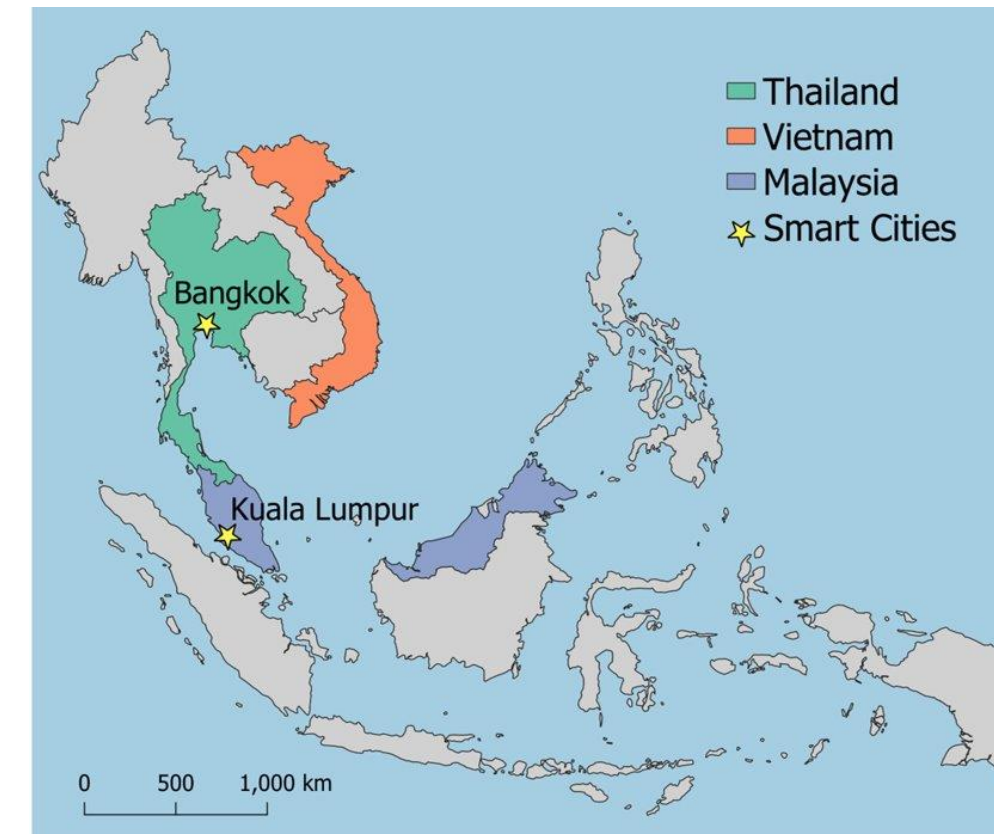 Thailand
Vietnam
Malaysia
Smart Cities
Bangkok
Kuala Lumpur
0 500 1,000 km